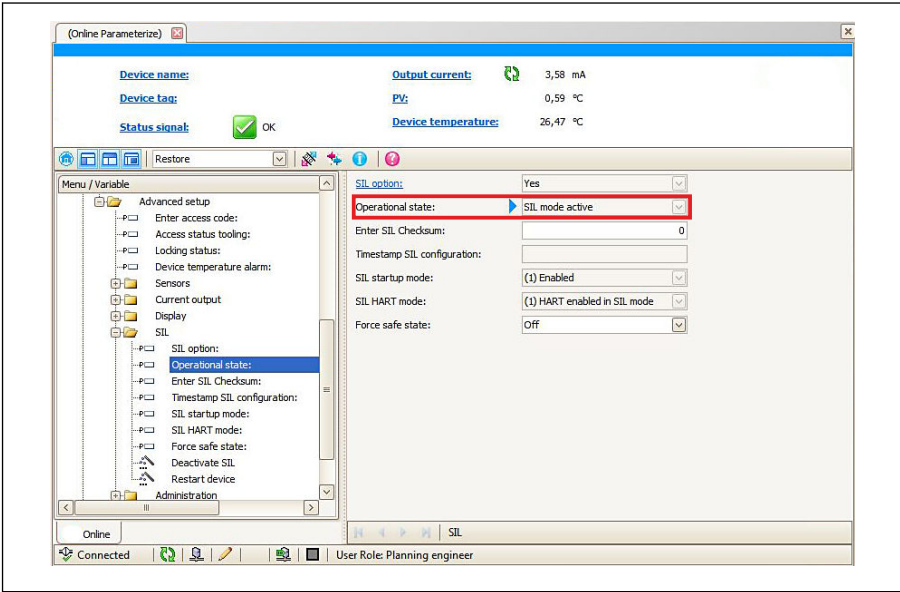 (Online Parameterize)
Device name:
Output current: 3,58 mA
Device tag:
PV: 0,59 °C
Status signal: OK
Device temperature: 26,47 °C
Restore
Menu / Variable
Advanced setup
Enter access code:
Access status tooling:
Locking status:
Device temperature alarm:
Sensors
Current output
Display
SIL
SIL option:
Operational state:
Enter SIL Checksum:
Timestamp SIL configuration:
SIL startup mode:
SIL HART mode:
Force safe state:
Deactivate SIL
Restart device
Administration
SIL option: Yes
Operational state: SIL mode active
Enter SIL Checksum: 0
Timestamp SIL configuration:
SIL startup mode: (1) Enabled
SIL HART mode: (1) HART enabled in SIL mode
Force safe state: Off
Online
SIL
Connected
User Role: Planning engineer